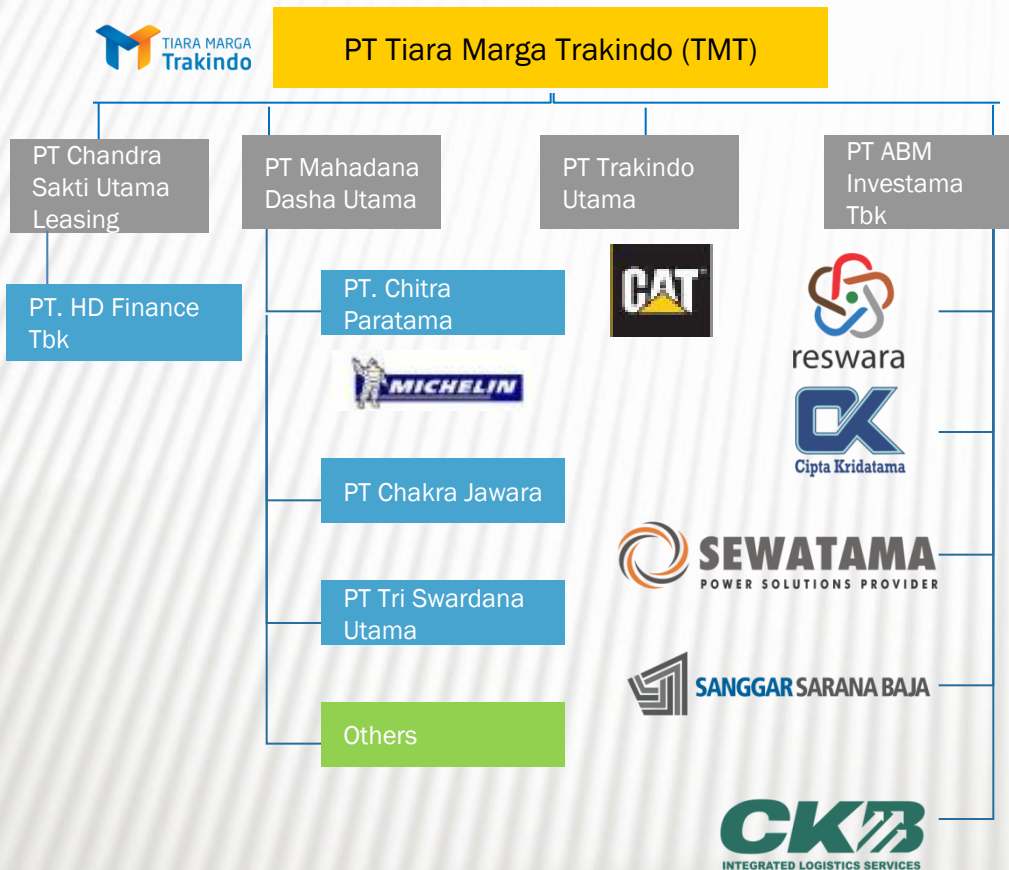 TIARA MARGA
Trakindo
PT Tiara Marga Trakindo (TMT)
PT Chandra
Sakti Utama
Leasing
PT Mahadana
Dasha Utama
PT Trakindo
Utama
PT ABM
Investama
Tbk
PT. HD Finance
Tbk
PT. Chitra
Paratama
MICHELIN
PT Chakra Jawara
PT Tri Swardana
Utama
Others
CAT
reswara
CK
Cipta Kridatama
SEWATAMA
POWER SOLUTIONS PROVIDER
SANGGAR SARANA BAJA
CKB
INTEGRATED LOGISTICS SERVICES